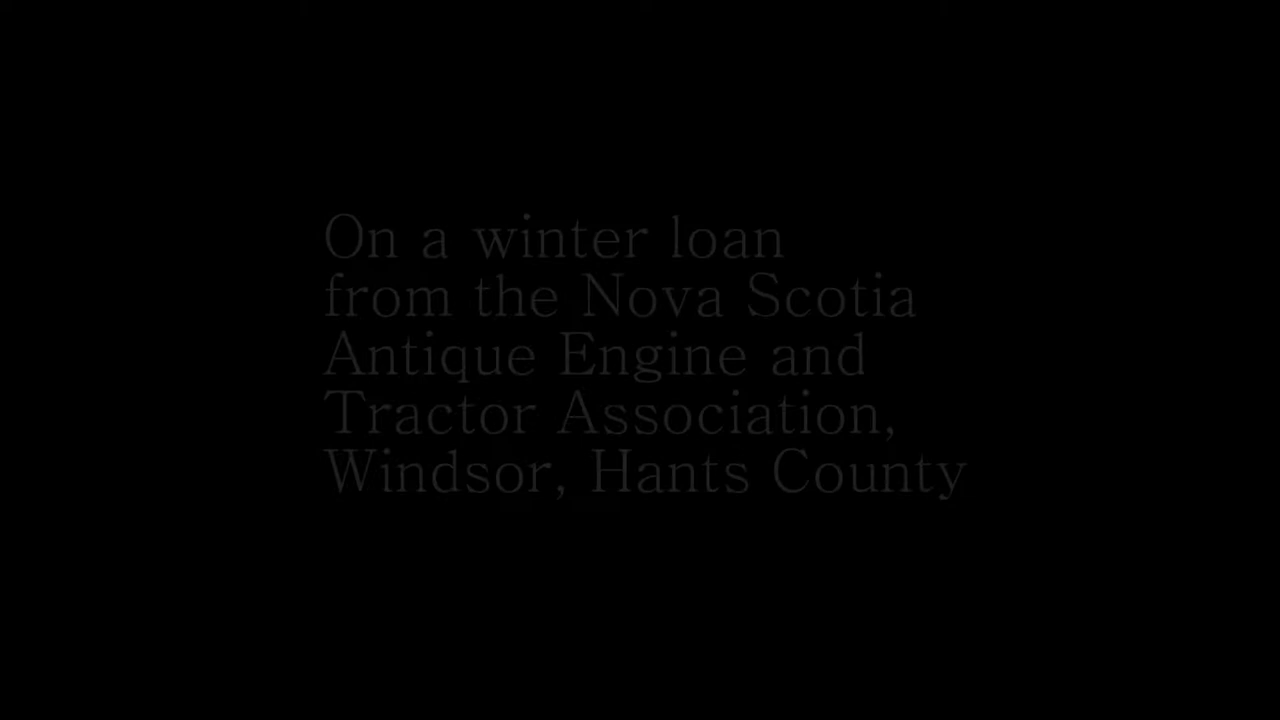 On a winter loan
from the Nova Scotia
Antique Engine and
Tractor Association,
Windsor, Hants County